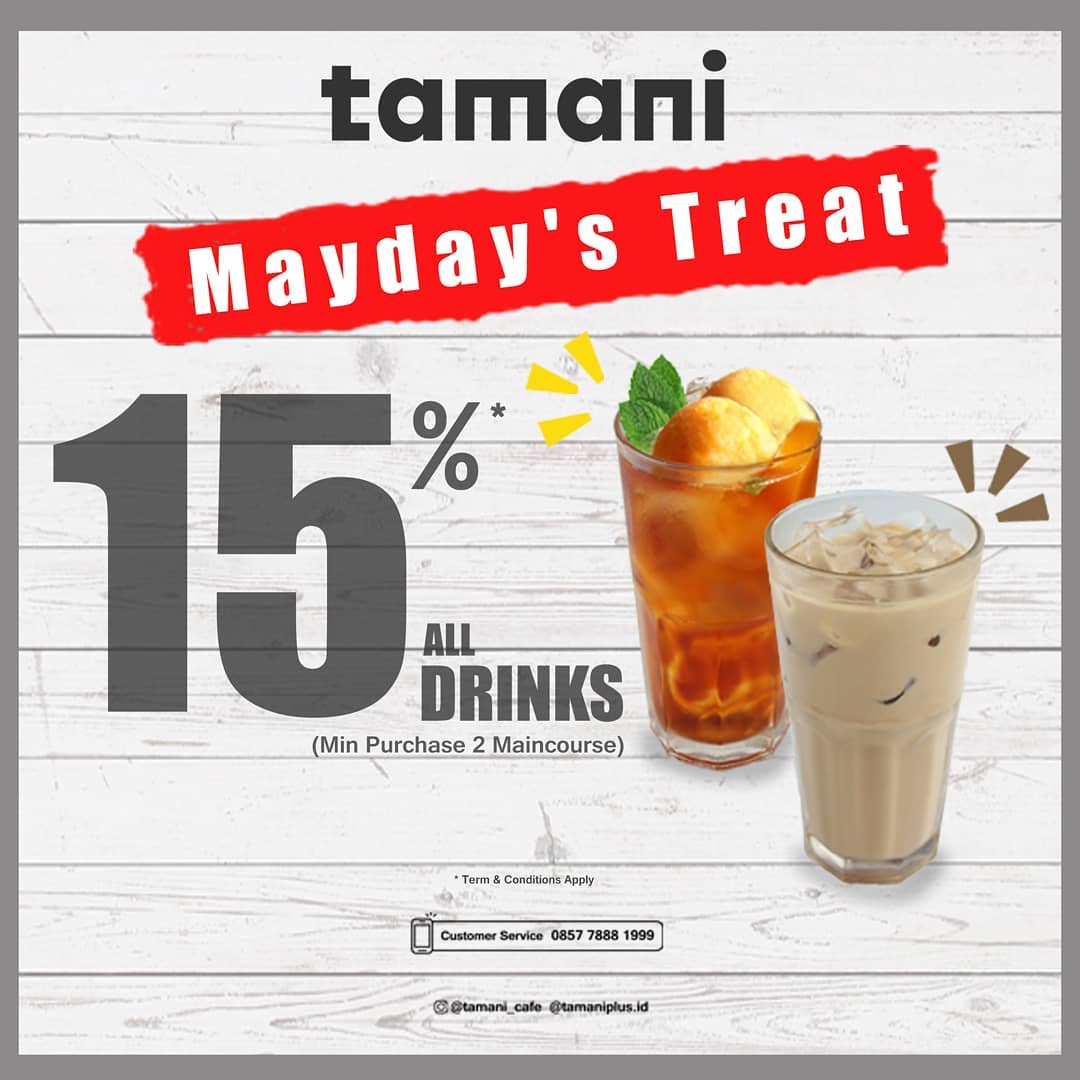 tamani
Mayday's Treat
15%*
ALL
DRINKS
(Min Purchase 2 Maincourse)
* Term & Conditions Apply
Customer Service 0857 7888 1999
@tamani_cafe @tamaniplus.id